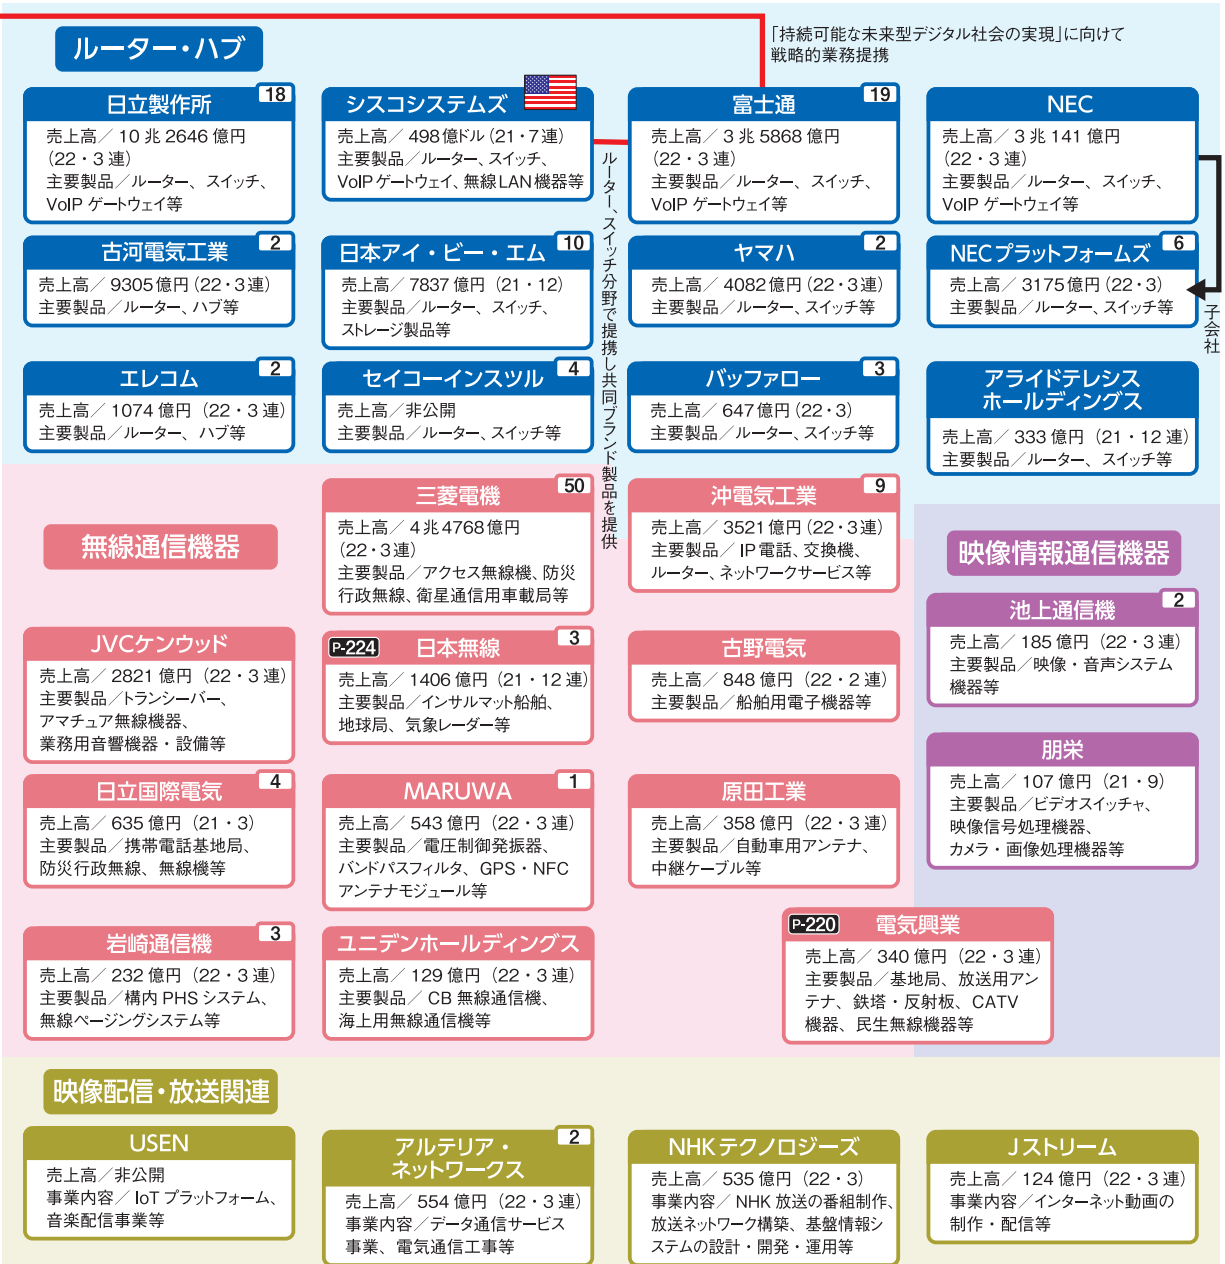 「持続可能な未来型デジタル社会の実現」に向けて
戦略的業務提携
ルーター・ハブ
日立製作所
18
売上高／10兆2646億円
(22・3連)
主要製品／ルーター、スイッチ、
VoIPゲートウェイ等
シスコシステムズ
売上高／498億ドル(21・7連)
主要製品／ルーター、スイッチ、
VoIPゲートウェイ、無線LAN機器等
富士通
19
売上高／3兆5868億円
(22・3連)
主要製品／ルーター、スイッチ、
VoIPゲートウェイ等
NEC
売上高／3兆141億円
(22・3連)
主要製品／ルーター、スイッチ、
VoIPゲートウェイ等
ルーター、スイッチ分野で提携し共同ブランド製品を提供
子会社
古河電気工業
2
売上高／9305億円(22・3連)
主要製品／ルーター、ハブ等
日本アイ・ビー・エム
10
売上高／7837億円(21・12)
主要製品／ルーター、スイッチ、
ストレージ製品等
ヤマハ
2
売上高／4082億円(22・3連)
主要製品／ルーター、スイッチ等
NECプラットフォームズ
6
売上高／3175億円(22・3)
主要製品／ルーター、スイッチ等
エレコム
2
売上高／1074億円(22・3連)
主要製品／ルーター、ハブ等
セイコーインスツル
4
売上高／非公開
主要製品／ルーター、スイッチ等
バッファロー
3
売上高／647億円(22・3)
主要製品／ルーター、スイッチ等
アライドテレシス
ホールディングス
売上高／333億円(21・12連)
主要製品／ルーター、スイッチ等
無線通信機器
三菱電機
50
売上高／4兆4768億円
(22・3連)
主要製品／アクセス無線機、防災
行政無線、衛星通信用車載局等
沖電気工業
9
売上高／3521億円(22・3連)
主要製品／IP電話、交換機、
ルーター、ネットワークサービス等
JVCケンウッド
売上高／2821億円(22・3連)
主要製品／トランシーバー、
アマチュア無線機器、
業務用音響機器・設備等
P-224
日本無線
3
売上高／1406億円(21・12連)
主要製品／インサルマット船舶、
地球局、気象レーダー等
古野電気
売上高／848億円(22・2連)
主要製品／船舶用電子機器等
日立国際電気
4
売上高／635億円(21・3)
主要製品／携帯電話基地局、
防災行政無線、無線機等
MARUWA
1
売上高／543億円(22・3連)
主要製品／電圧制御発振器、
バンドパスフィルタ、GPS・NFC
アンテナモジュール等
原田工業
売上高／358億円(22・3連)
主要製品／自動車用アンテナ、
中継ケーブル等
岩崎通信機
3
売上高／232億円(22・3連)
主要製品／構内PHSシステム、
無線ページングシステム等
ユニデンホールディングス
売上高／129億円(22・3連)
主要製品／CB無線通信機、
海上用無線通信機等
P-220
電気興業
売上高／340億円(22・3連)
主要製品／基地局、放送用アン
テナ、鉄塔・反射板、CATV
機器、民生無線機器等
映像情報通信機器
池上通信機
2
売上高／185億円(22・3連)
主要製品／映像・音声システム
機器等
朋栄
売上高／107億円(21・9)
主要製品／ビデオスイッチャ、
映像信号処理機器、
カメラ・画像処理機器等
映像配信・放送関連
USEN
売上高／非公開
事業内容／IoTプラットフォーム、
音楽配信事業等
アルテリア・
ネットワークス
2
売上高／554億円(22・3連)
事業内容／データ通信サービス
事業、電気通信工事等
NHKテクノロジーズ
売上高／535億円(22・3)
事業内容／NHK放送の番組制作、
放送ネットワーク構築、基盤情報シ
ステムの設計・開発・運用等
Jストリーム
売上高／124億円(22・3連)
事業内容／インターネット動画の
制作・配信等